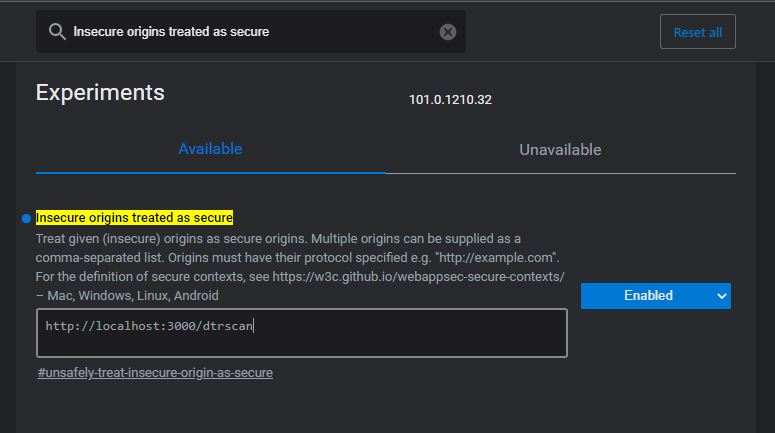 Insecure origins treated as secure
Reset all
Experiments
101.0.1210.32
Available
Unavailable
Insecure origins treated as secure
Treat given (insecure) origins as secure origins. Multiple origins can be supplied as a
comma-separated list. Origins must have their protocol specified e.g. "http://example.com".
For the definition of secure contexts, see https://w3c.github.io/webappsec-secure-contexts/
– Mac, Windows, Linux, Android
Enabled
http://localhost:3000/dtrscan
#unsafely-treat-insecure-origin-as-secure